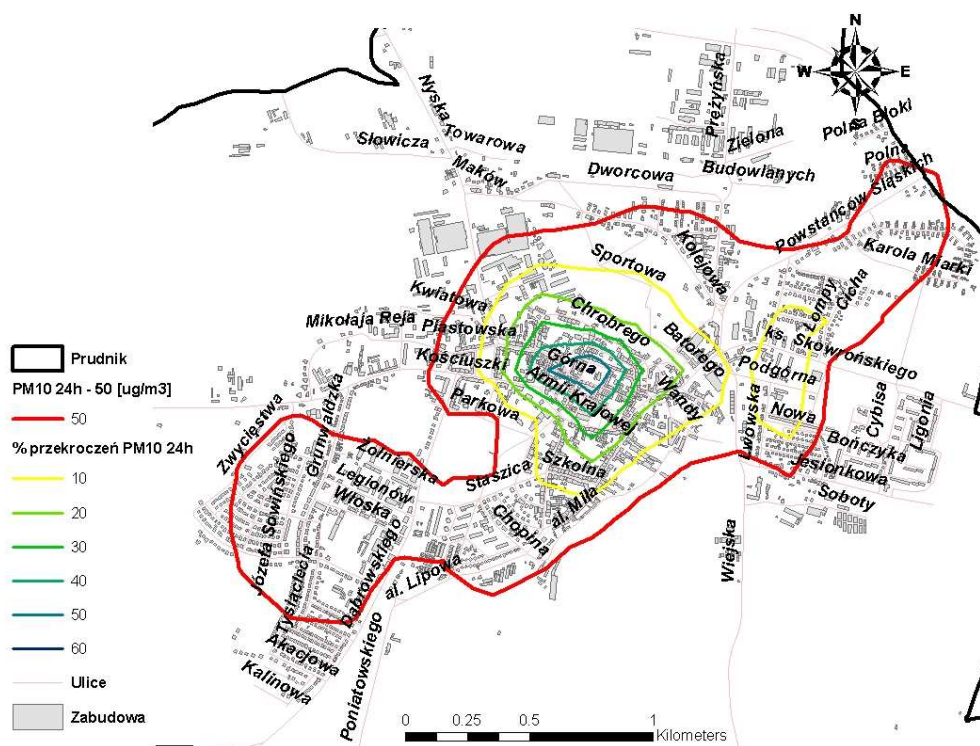 N
W
E
S
Polna Bloki
Prężyńska
Zielona
Nyska
Towarowa
Słowicza
Polna
Maków
Dworcowa
Budowlanych
Powstańców Śląskich
Kolejowa
Karola Miarki
Sportowa
Cicha
Łomby
Kwiatowa
Chrobrego
Mikołaja Reja
Piastowska
ks. Skowrońskiego
Batorego
Kościuszki
Górna
Podgórna
Armii Krajowej
Wandy
Parkowa
Nowa
Lwowska
Cybisa
Ligonia
Zwycięstwa
Grunwaldzka
Bończyka
Żołnierska
Szkolna
Jesionkowa
Staszica
Legionów
Soboty
Józefa Sowińskiego
Włoska
Chopina
al. Miła
Wiejska
Tysiąclecia
Dąbrowskiego
al. Lipowa
Akacjowa
Kalinowa
Poniatowskiego
Prudnik
PM10 24h - 50 [ug/m3]
50
% przekroczeń PM10 24h
10
20
30
40
50
60
Ulice
Zabudowa
0 0.25 0.5 1
Kilometers